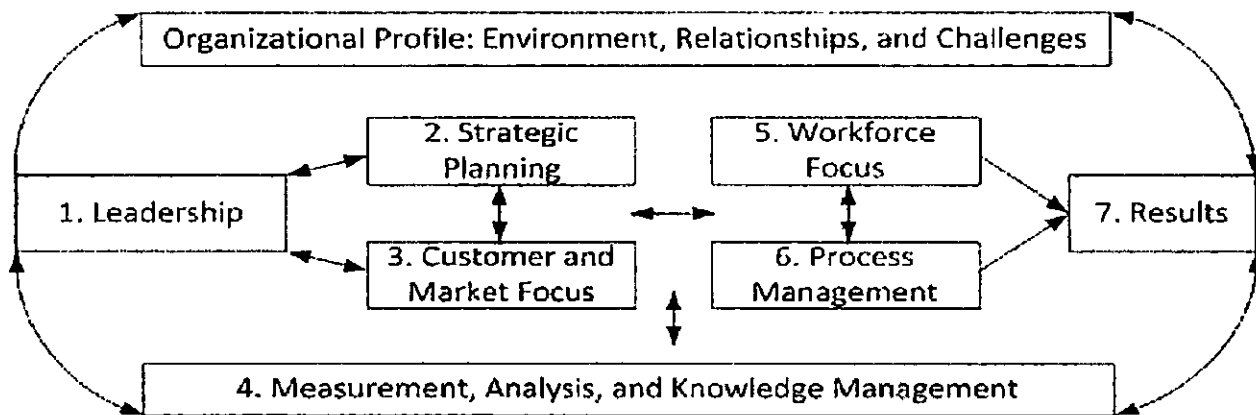 Organizational Profile: Environment, Relationships, and Challenges
2. Strategic
Planning
5. Workforce
Focus
1. Leadership
7. Results
3. Customer and
Market Focus
6. Process
Management
4. Measurement, Analysis, and Knowledge Management